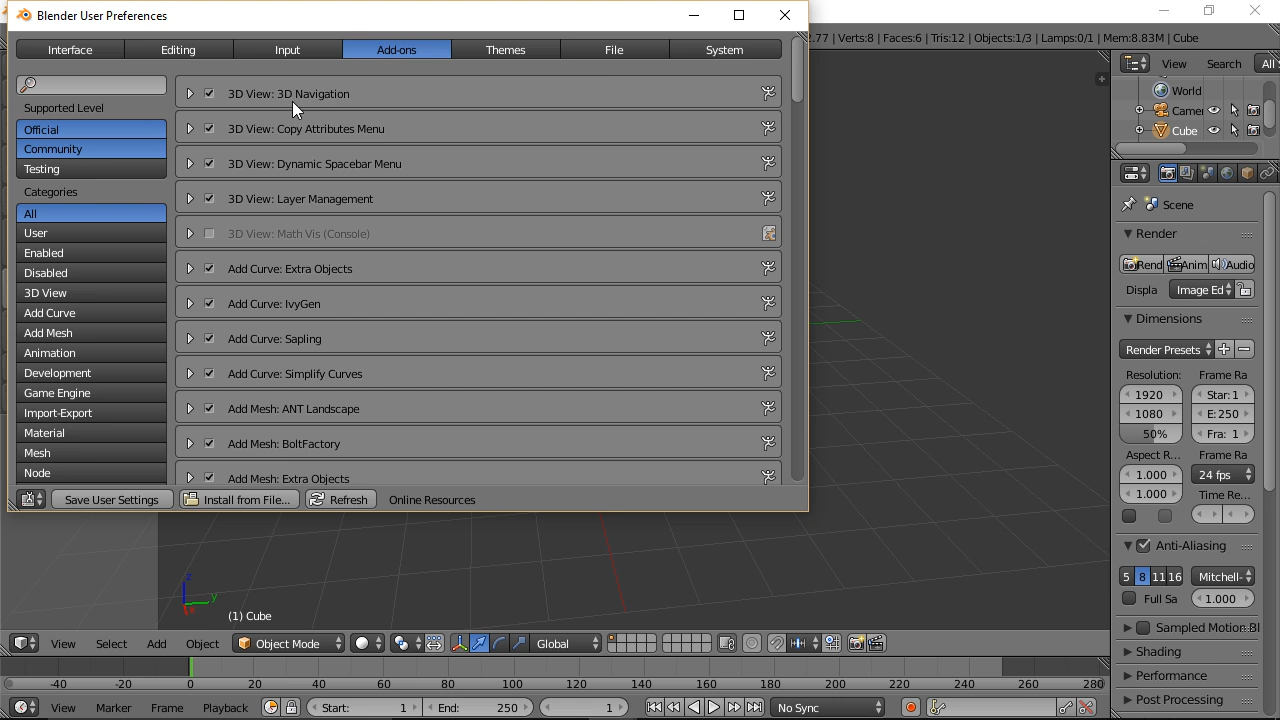 Blender User Preferences
.77 | Verts:8 | Faces:6 | Tris:12 | Objects:1/3 | Lamps:0/1 | Mem:8.83M | Cube
Interface
Editing
Input
Add-ons
Themes
File
System
View
Search
All
World
Camer
Cube
Supported Level
Official
Community
Testing
Categories
All
User
Enabled
Disabled
3D View
Add Curve
Add Mesh
Animation
Development
Game Engine
Import-Export
Material
Mesh
Node
3D View: 3D Navigation
3D View: Copy Attributes Menu
3D View: Dynamic Spacebar Menu
3D View: Layer Management
3D View: Math Vis (Console)
Add Curve: Extra Objects
Add Curve: IvyGen
Add Curve: Sapling
Add Curve: Simplify Curves
Add Mesh: ANT Landscape
Add Mesh: BoltFactory
Add Mesh: Extra Objects
Save User Settings
Install from File...
Refresh
Online Resources
Scene
Render
Rend
Anim
Audio
Displa
Image Ed
Dimensions
Render Presets
Resolution:
Frame Ra
1920
Star: 1
1080
E: 250
50%
Fra: 1
Aspect R...
Frame Ra
1.000
24 fps
1.000
Time Re...
Anti-Aliasing
5
8
11
16
Mitchell-
Full Sa
1.000
Sampled Motion Bl
Shading
Performance
Post Processing
z
y
(1) Cube
View
Select
Add
Object
Object Mode
Global
-40
-20
0
20
40
60
80
100
120
140
160
180
200
220
240
260
280
View
Marker
Frame
Playback
Start: 1
End: 250
1
No Sync